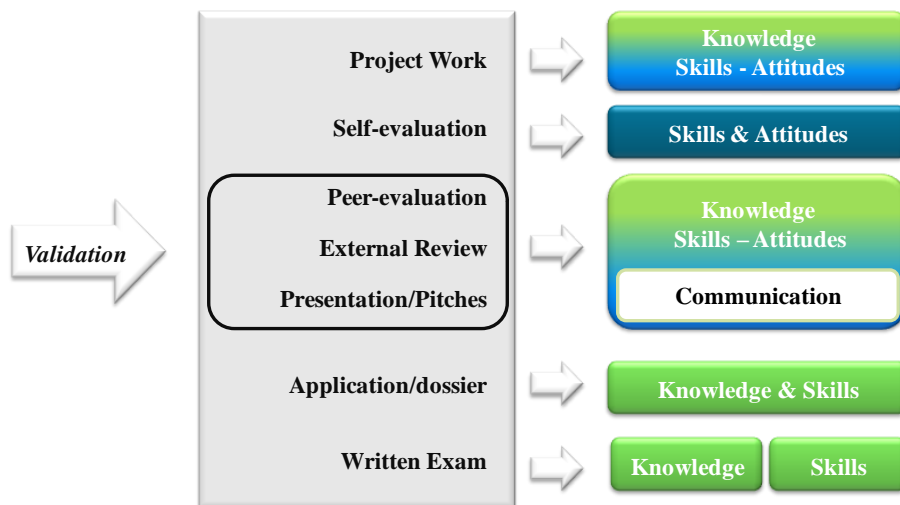 Project Work
Knowledge
Skills - Attitudes
Self-evaluation
Skills & Attitudes
Validation
Peer-evaluation
External Review
Presentation/Pitches
Knowledge
Skills – Attitudes
Communication
Application/dossier
Knowledge & Skills
Written Exam
Knowledge
Skills